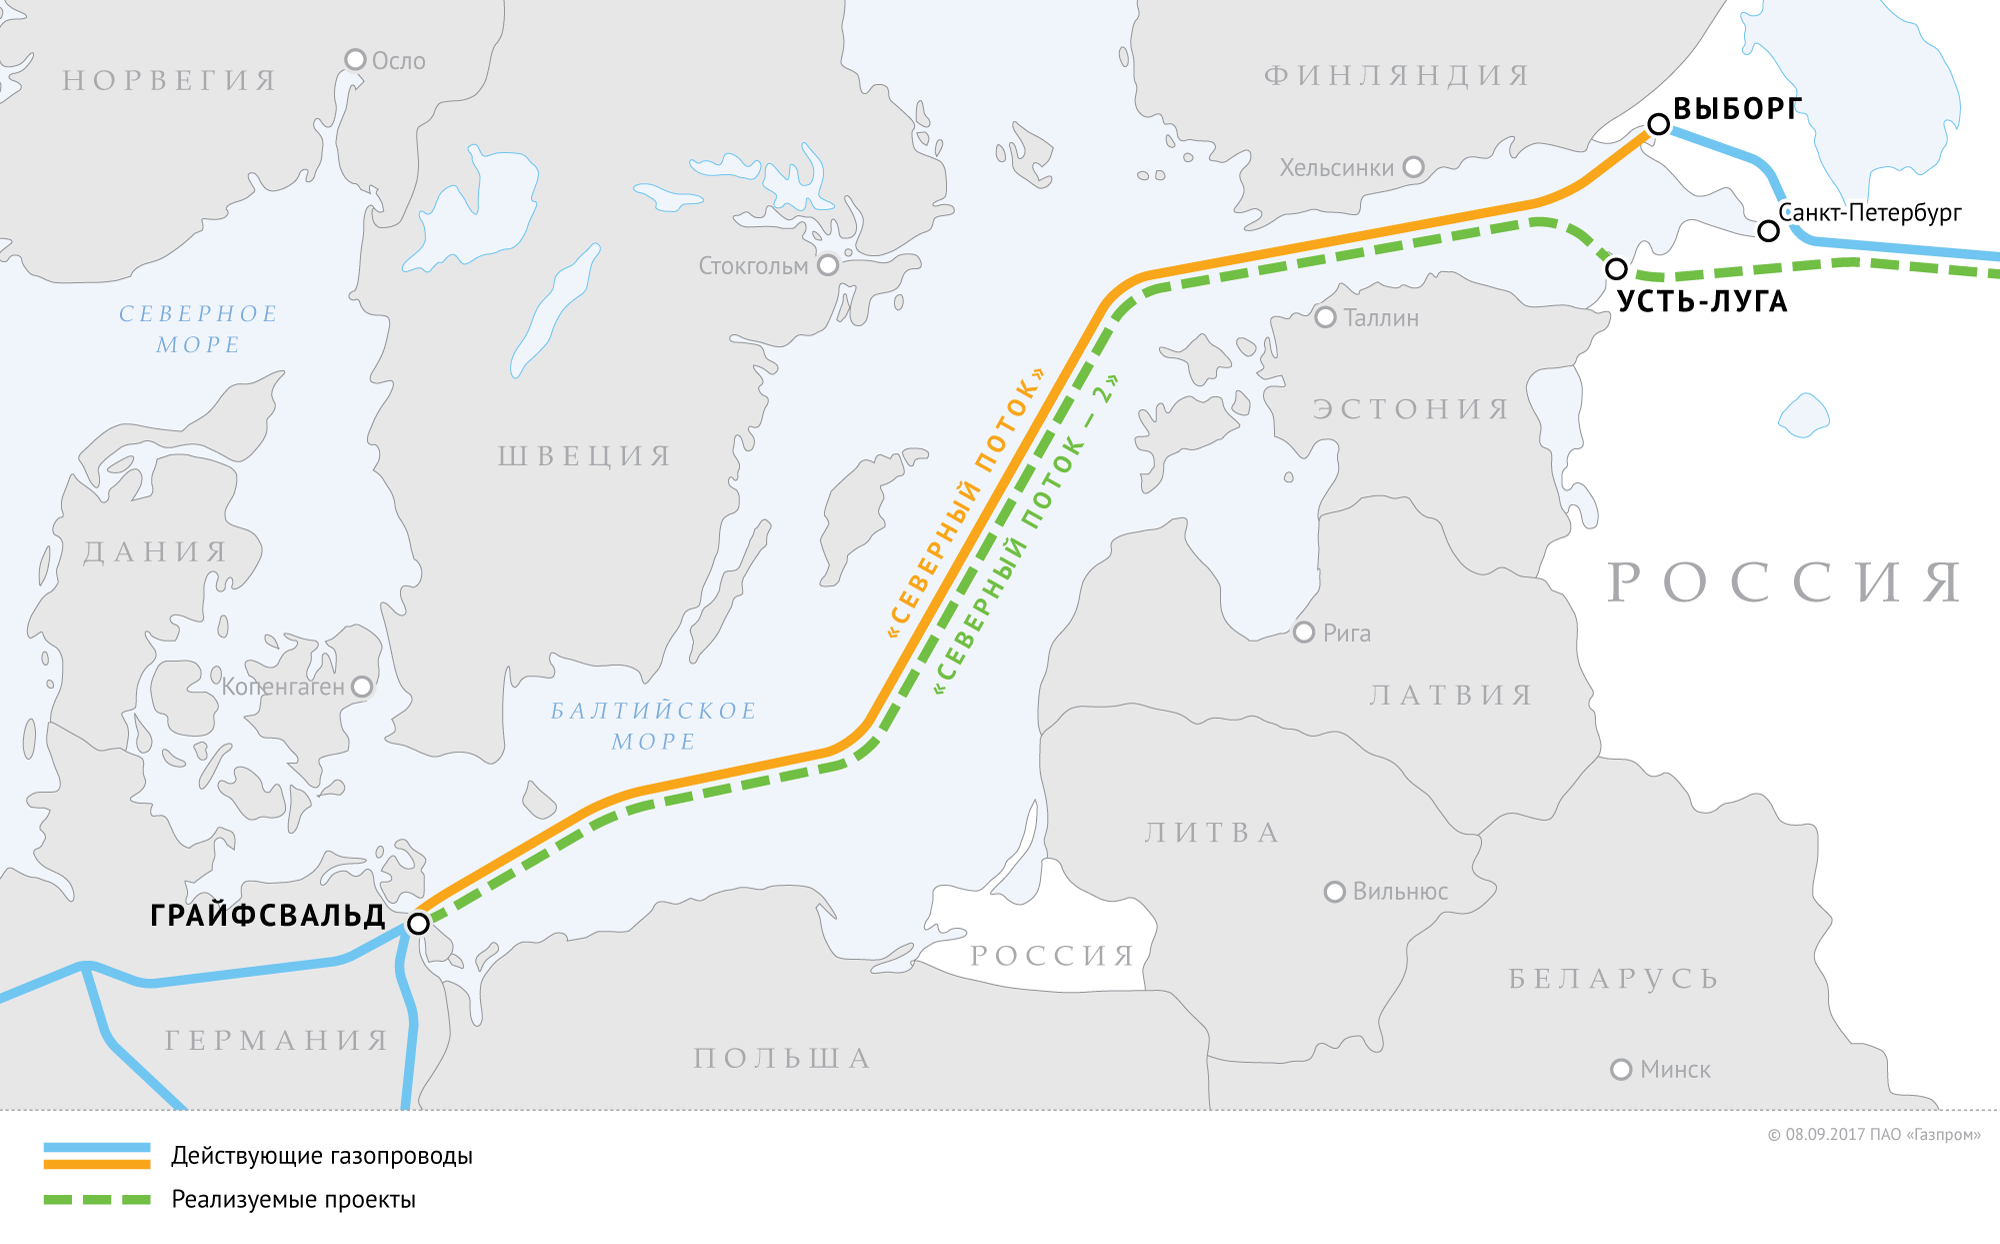 НОРВЕГИЯ
Осло
ФИНЛЯНДИЯ
ВЫБОРГ
Хельсинки
Санкт-Петербург
Стокгольм
УСТЬ-ЛУГА
СЕВЕРНОЕ
МОРЕ
Таллин
«СЕВЕРНЫЙ ПОТОК»
«СЕВЕРНЫЙ ПОТОК – 2»
ЭСТОНИЯ
ШВЕЦИЯ
ДАНИЯ
РОССИЯ
Рига
Копенгаген
ЛАТВИЯ
БАЛТИЙСКОЕ
МОРЕ
ЛИТВА
Вильнюс
ГРАЙФСВАЛЬД
РОССИЯ
БЕЛАРУСЬ
ГЕРМАНИЯ
ПОЛЬША
Минск
© 08.09.2017 ПАО «Газпром»
Действующие газопроводы
Реализуемые проекты